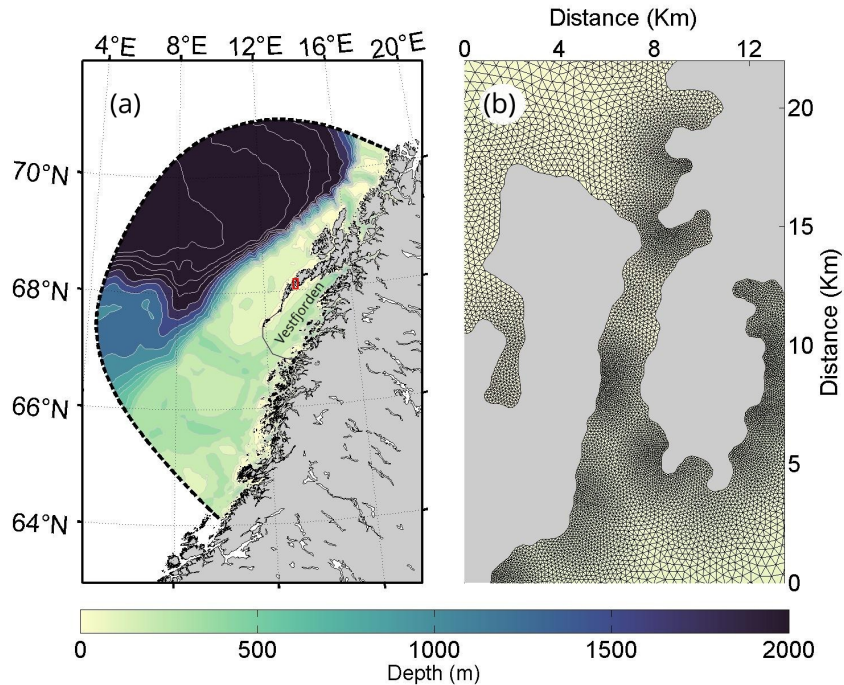 Distance (Km)
4°E 8°E 12°E 16°E 20°E
0 4 8 12
(a)
(b)
70°N
68°N
66°N
64°N
Vestfjorden
20
15
10
5
0
Distance (Km)
0 500 1000 1500 2000
Depth (m)